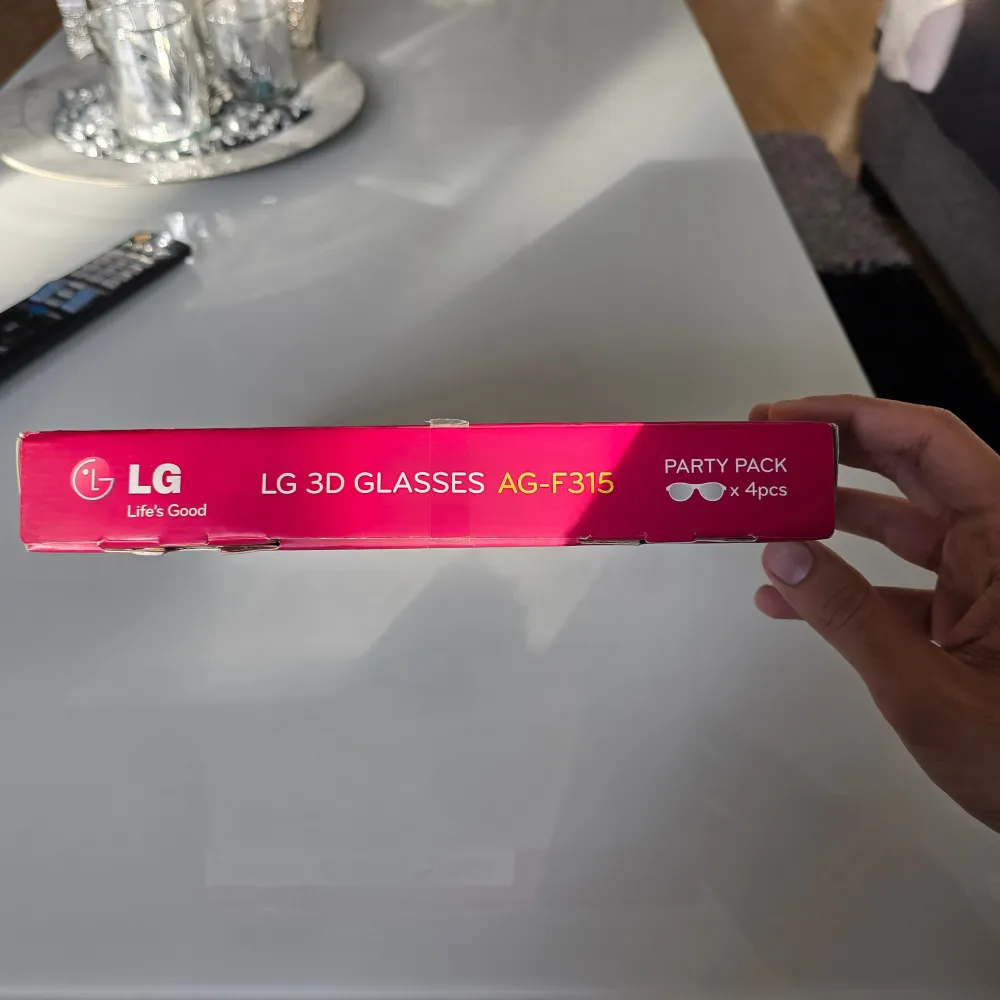 LG
Life's Good
LG 3D GLASSES AG-F315
PARTY PACK
x 4pcs